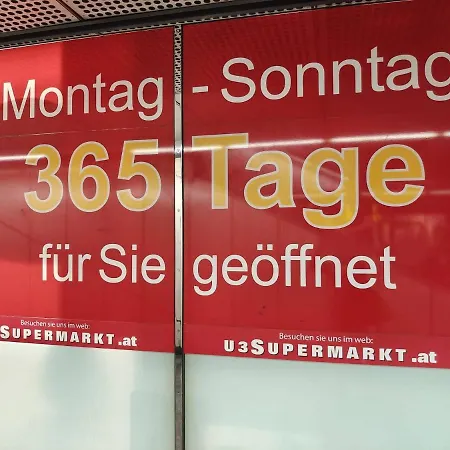 Montag - Sonntag
365 Tage
für Sie geöffnet
Besuchen sie uns im web:
SUPERMARKT.at
Besuchen sie uns im web:
U3SUPERMARKT.at